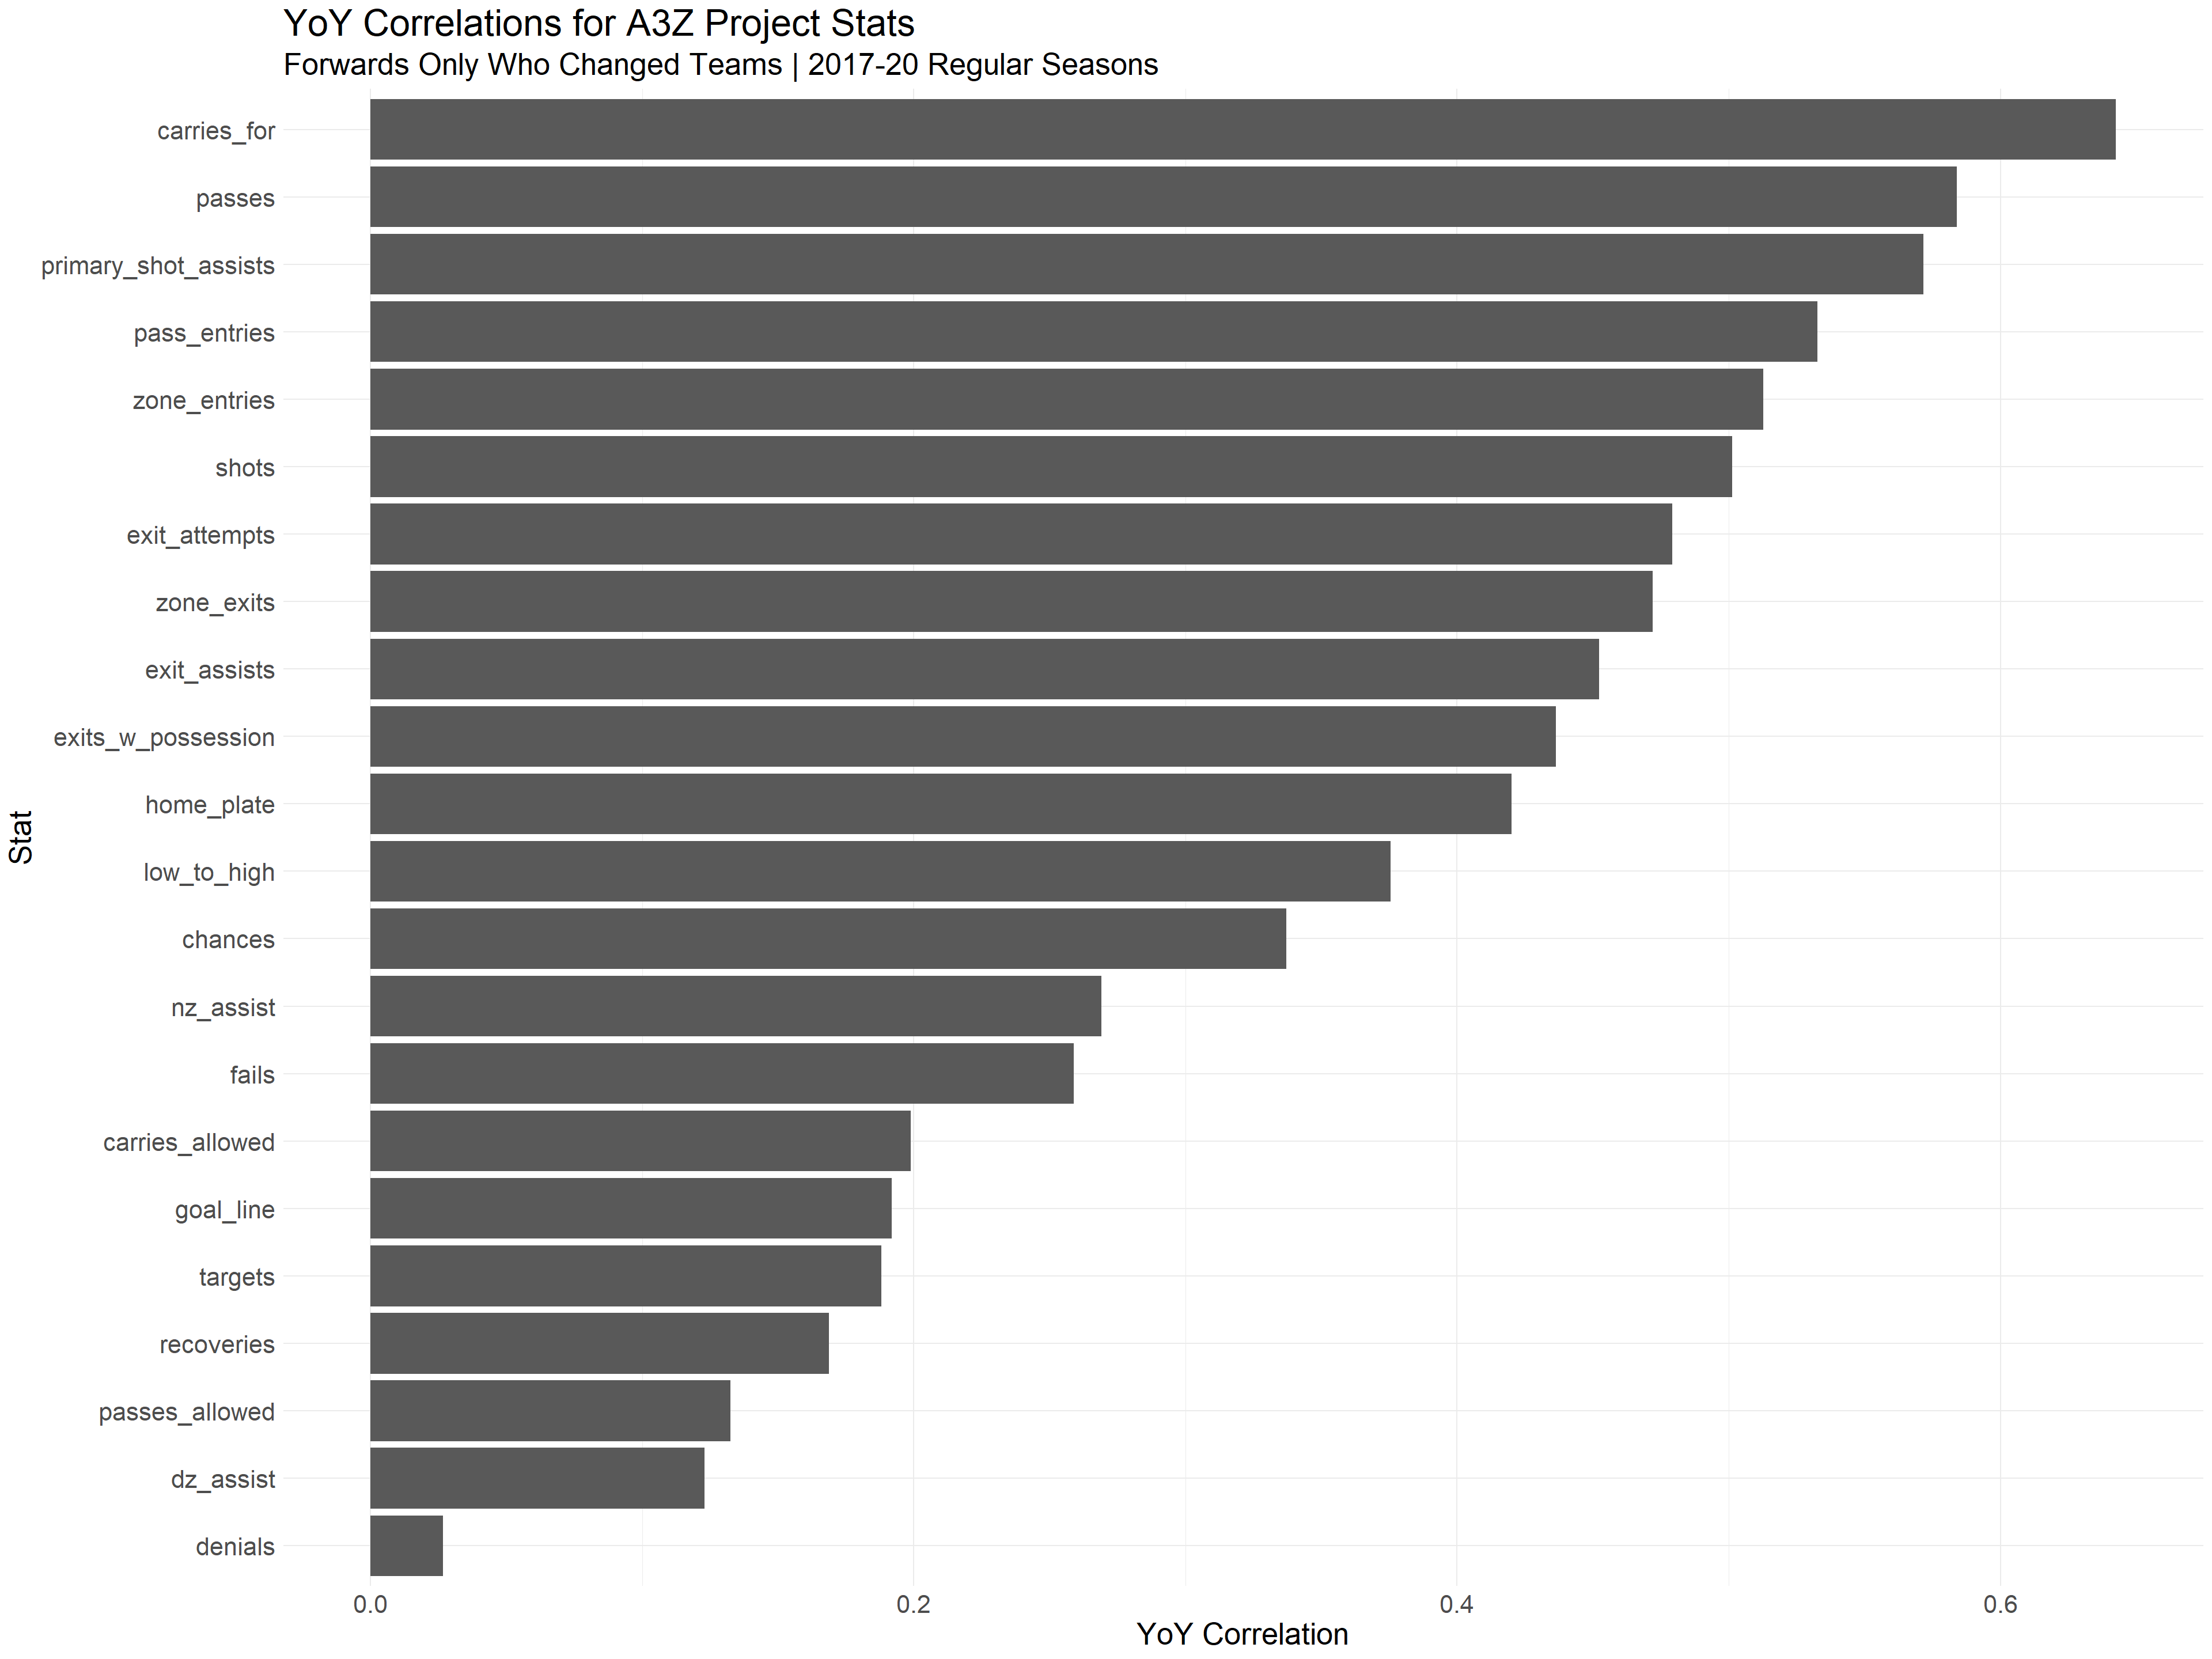 YoY Correlations for A3Z Project Stats
Forwards Only Who Changed Teams | 2017-20 Regular Seasons
carries_for
passes
primary_shot_assists
pass_entries
zone_entries
shots
exit_attempts
zone_exits
exit_assists
exits_w_possession
home_plate
low_to_high
chances
nz_assist
fails
carries_allowed
goal_line
targets
recoveries
passes_allowed
dz_assist
denials
Stat
0.0 0.2 0.4 0.6
YoY Correlation